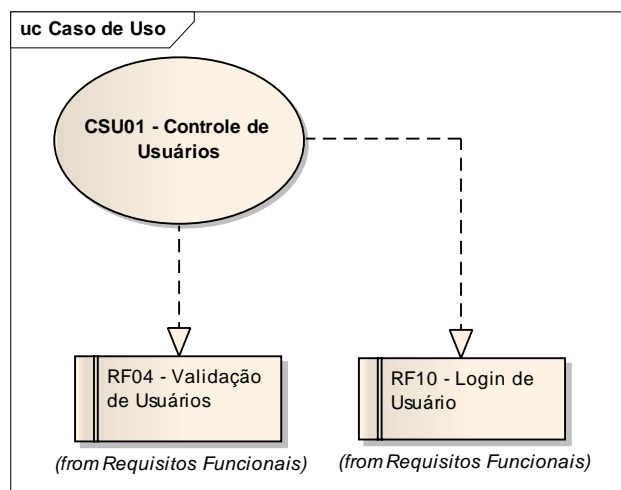 uc Caso de Uso
CSU01 - Controle de
Usuários
RF04 - Validação
de Usuários
(from Requisitos Funcionais)
RF10 - Login de
Usuário
(from Requisitos Funcionais)